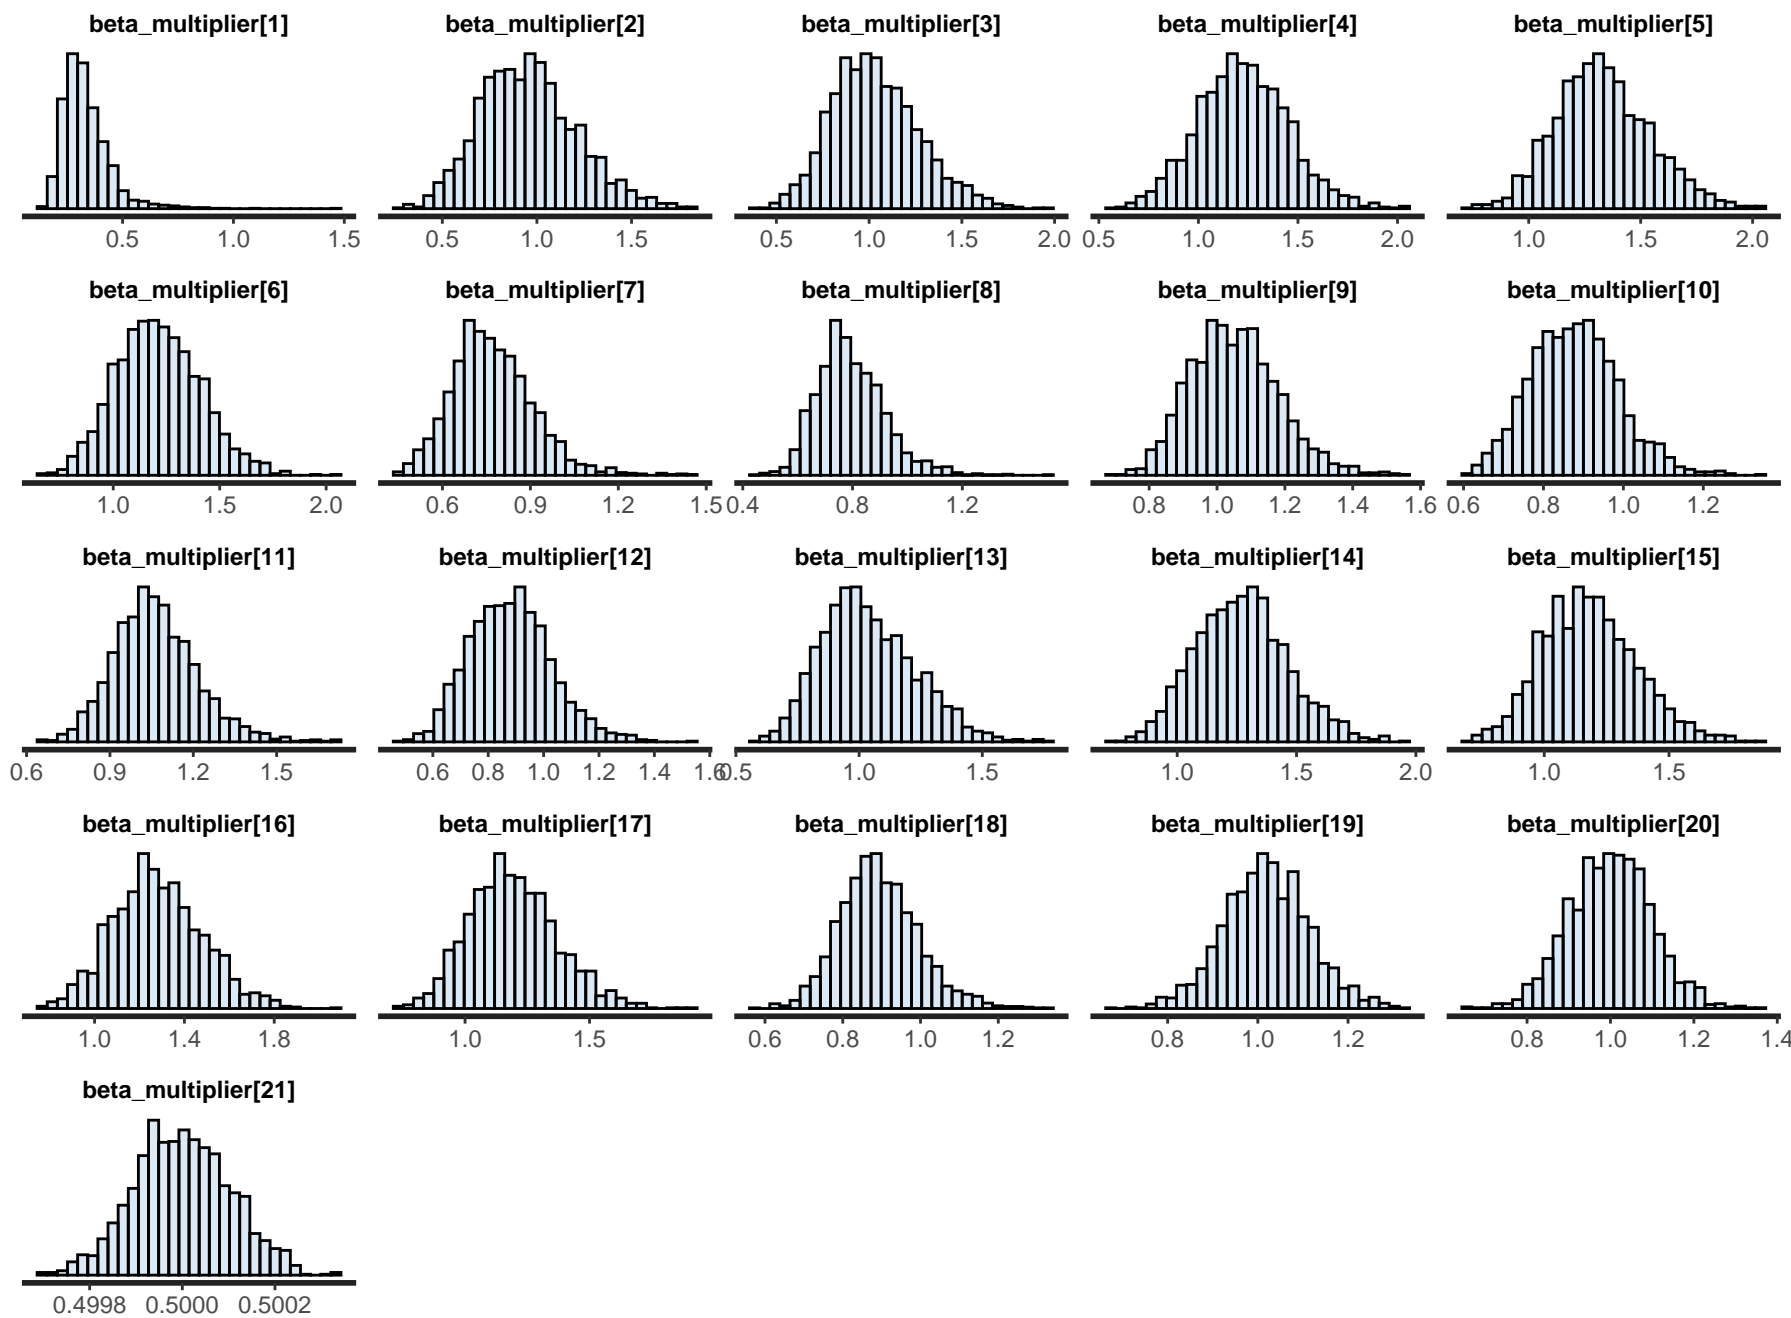 beta_multiplier[1] beta_multiplier[2] beta_multiplier[3] beta_multiplier[4] beta_multiplier[5]
0.5 1.0 1.5 0.5 1.0 1.5 0.5 1.0 1.5 2.0 0.5 1.0 1.5 2.0 1.0 1.5 2.0
beta_multiplier[6] beta_multiplier[7] beta_multiplier[8] beta_multiplier[9] beta_multiplier[10]
1.0 1.5 2.0 0.6 0.9 1.2 1.5 0.4 0.8 1.2 0.8 1.0 1.2 1.4 1.6 0.6 0.8 1.0 1.2
beta_multiplier[11] beta_multiplier[12] beta_multiplier[13] beta_multiplier[14] beta_multiplier[15]
0.6 0.9 1.2 1.5 0.6 0.8 1.0 1.2 1.4 1.6 0.5 1.0 1.5 1.0 1.5 2.0 1.0 1.5
beta_multiplier[16] beta_multiplier[17] beta_multiplier[18] beta_multiplier[19] beta_multiplier[20]
1.0 1.4 1.8 1.0 1.5 0.6 0.8 1.0 1.2 0.8 1.0 1.2 0.8 1.0 1.2 1.4
beta_multiplier[21]
0.4998 0.5000 0.5002